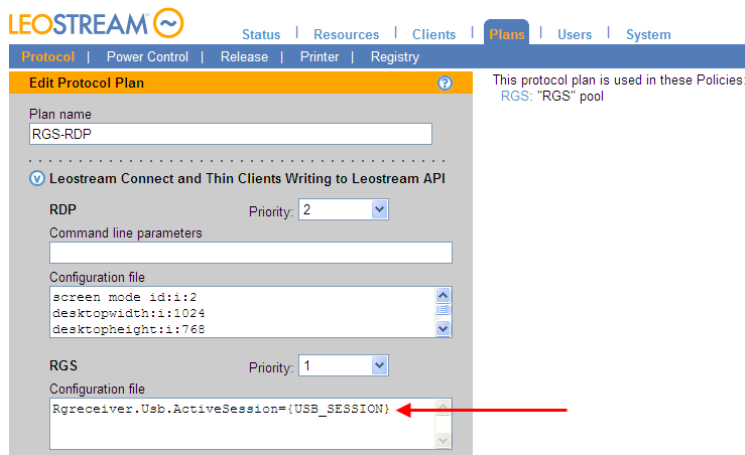 LEOSTREAM
Status | Resources | Clients | Plans | Users | System
Protocol | Power Control | Release | Printer | Registry
Edit Protocol Plan
This protocol plan is used in these Policies:
RGS: "RGS" pool
Plan name
RGS-RDP
Leostream Connect and Thin Clients Writing to Leostream API
RDP Priority: 2
Command line parameters
Configuration file
screen mode id:i:2
desktopwidth:i:1024
desktopheight:i:768
RGS Priority: 1
Configuration file
Rgreceiver.Usb.ActiveSession={USB_SESSION}